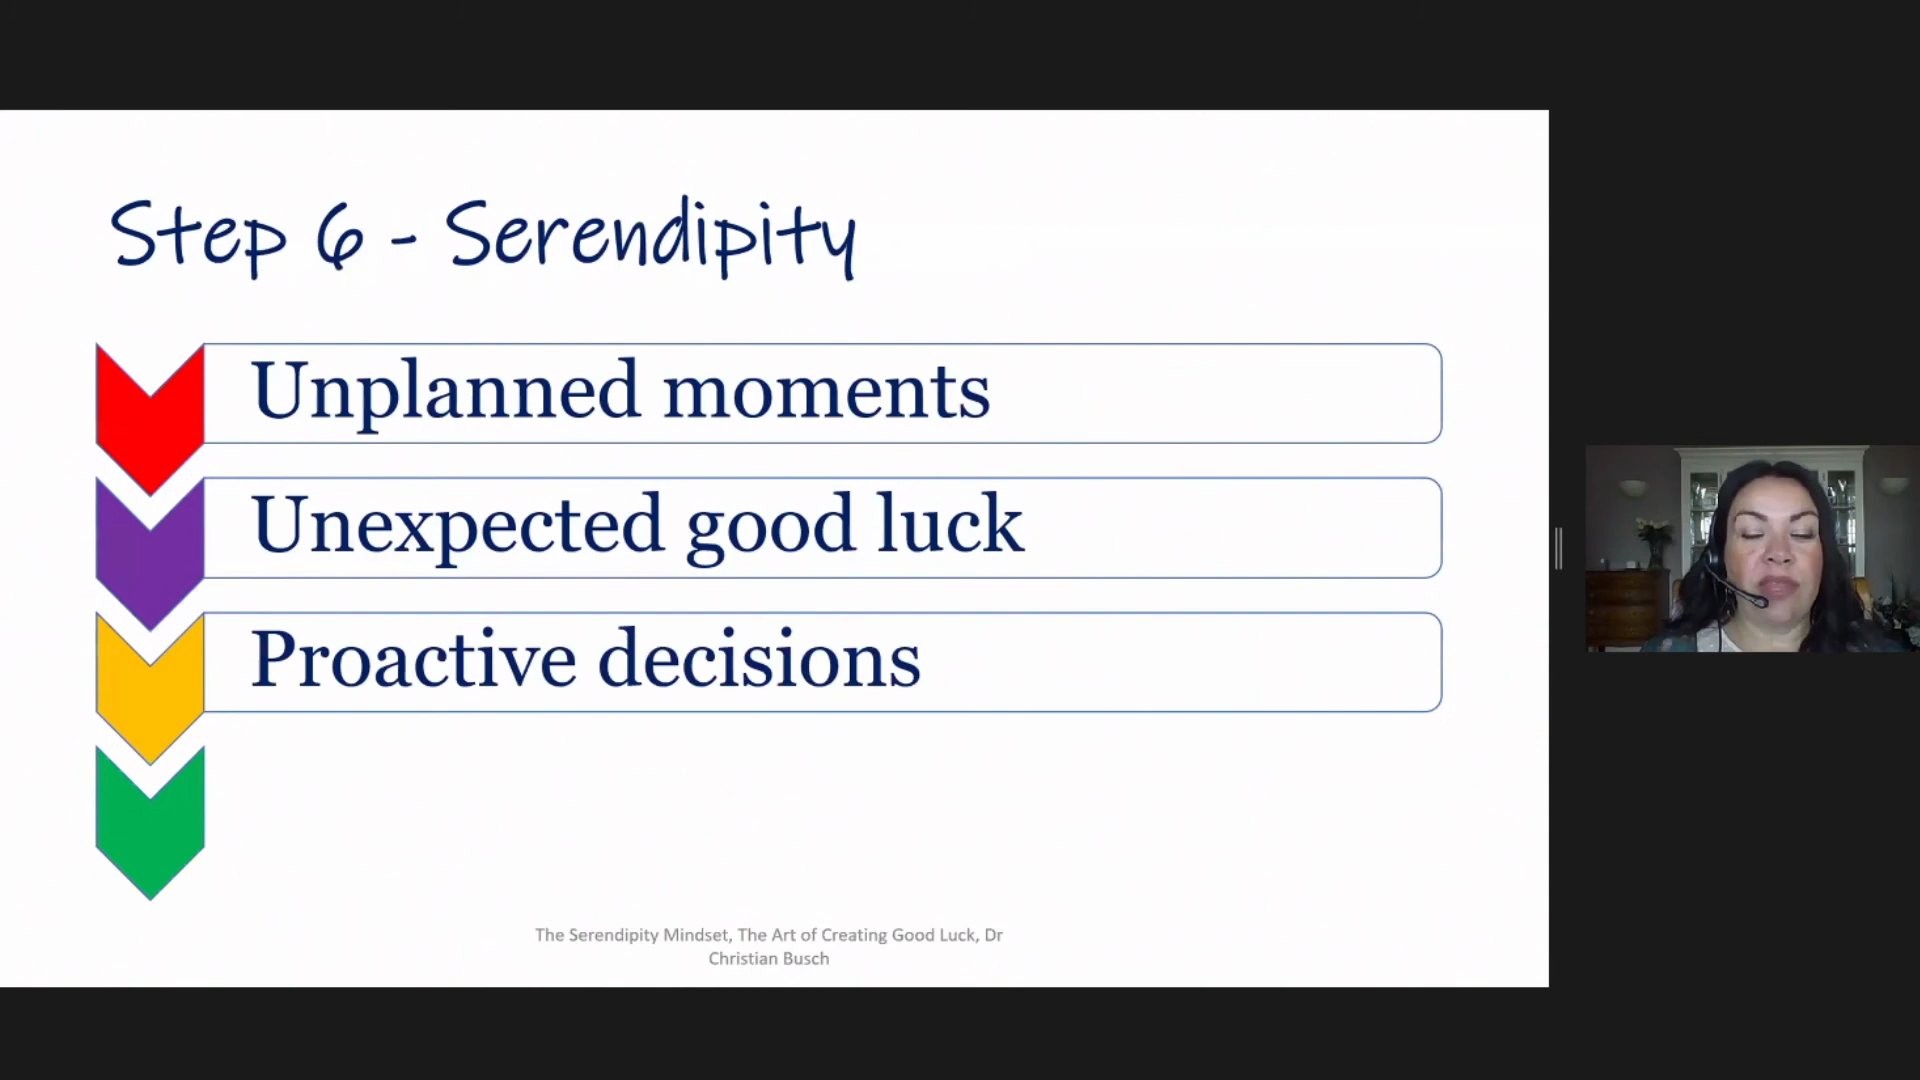 Step 6 - Serendipity
Unplanned moments
Unexpected good luck
Proactive decisions
The Serendipity Mindset, The Art of Creating Good Luck, Dr
Christian Busch